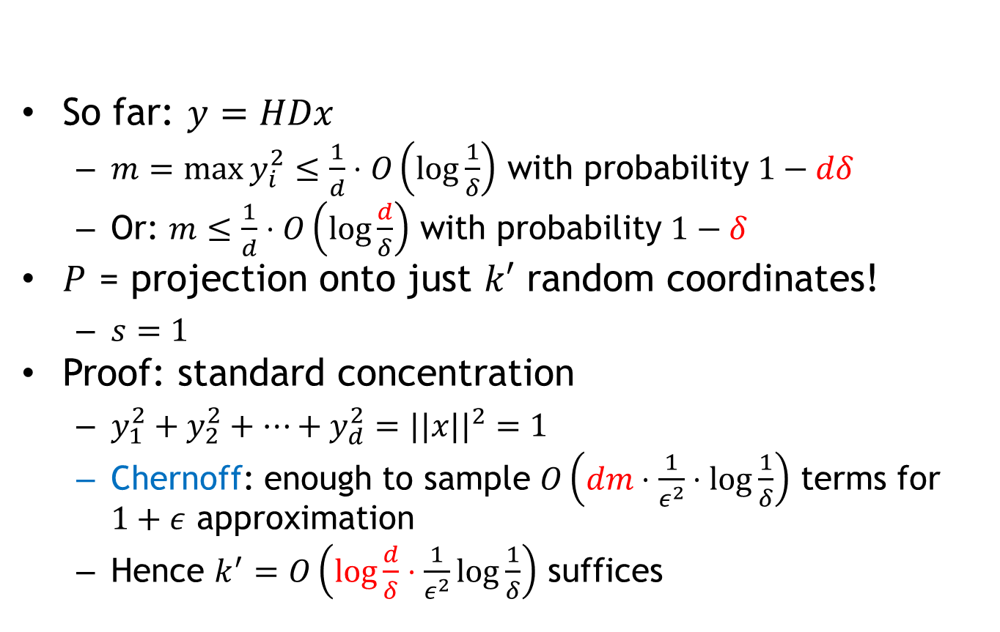 • So far: $y = HDx$
– $m = \max y_i^2 \leq \frac{1}{d} \cdot O\left(\log \frac{1}{\delta}\right)$ with probability $1 - d\delta$
– Or: $m \leq \frac{1}{d} \cdot O\left(\log \frac{d}{\delta}\right)$ with probability $1 - \delta$
• $P$ = projection onto just $k'$ random coordinates!
– $s = 1$
• Proof: standard concentration
– $y_1^2 + y_2^2 + \cdots + y_d^2 = ||x||^2 = 1$
– Chernoff: enough to sample $O\left(dm \cdot \frac{1}{\epsilon^2} \cdot \log \frac{1}{\delta}\right)$ terms for
$1 + \epsilon$ approximation
– Hence $k' = O\left(\log \frac{d}{\delta} \cdot \frac{1}{\epsilon^2} \log \frac{1}{\delta}\right)$ suffices